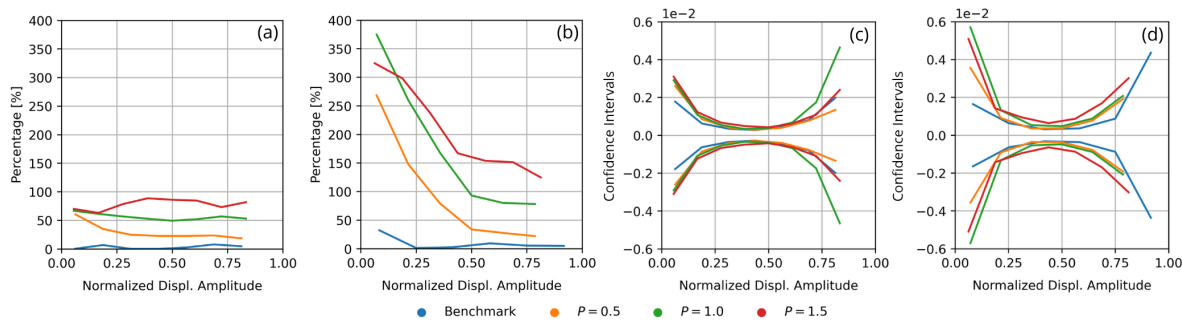 (a)
400
350
300
250
200
150
100
50
0
Percentage [%]
0.00 0.25 0.50 0.75 1.00
Normalized Displ. Amplitude
(b)
400
350
300
250
200
150
100
50
0
Percentage [%]
0.00 0.25 0.50 0.75 1.00
Normalized Displ. Amplitude
1e−2
(c)
0.6
0.4
0.2
0.0
−0.2
−0.4
−0.6
Confidence Intervals
0.00 0.25 0.50 0.75 1.00
Normalized Displ. Amplitude
1e−2
(d)
0.6
0.4
0.2
0.0
−0.2
−0.4
−0.6
Confidence Intervals
0.00 0.25 0.50 0.75 1.00
Normalized Displ. Amplitude
Benchmark P = 0.5 P = 1.0 P = 1.5